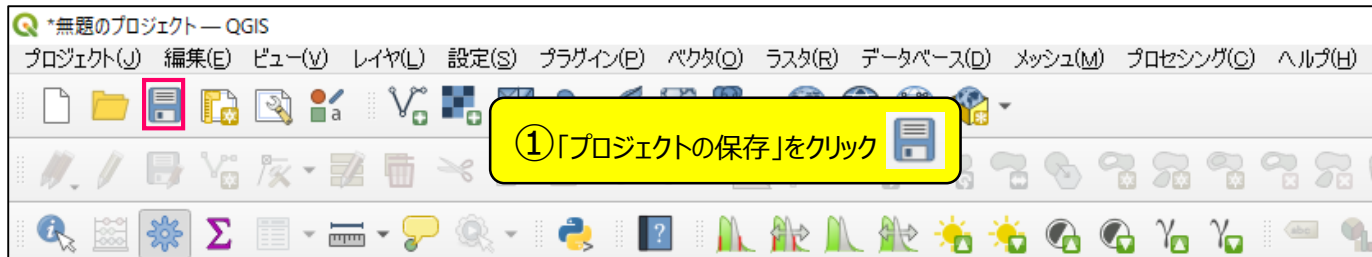 *無題のプロジェクト — QGIS
プロジェクト(J) 編集(E) ビュー(V) レイヤ(L) 設定(S) プラグイン(P) ベクタ(O) ラスタ(R) データベース(D) メッシュ(M) プロセシング(C) ヘルプ(H)
a
①「プロジェクトの保存」をクリック
Σ
?
abc